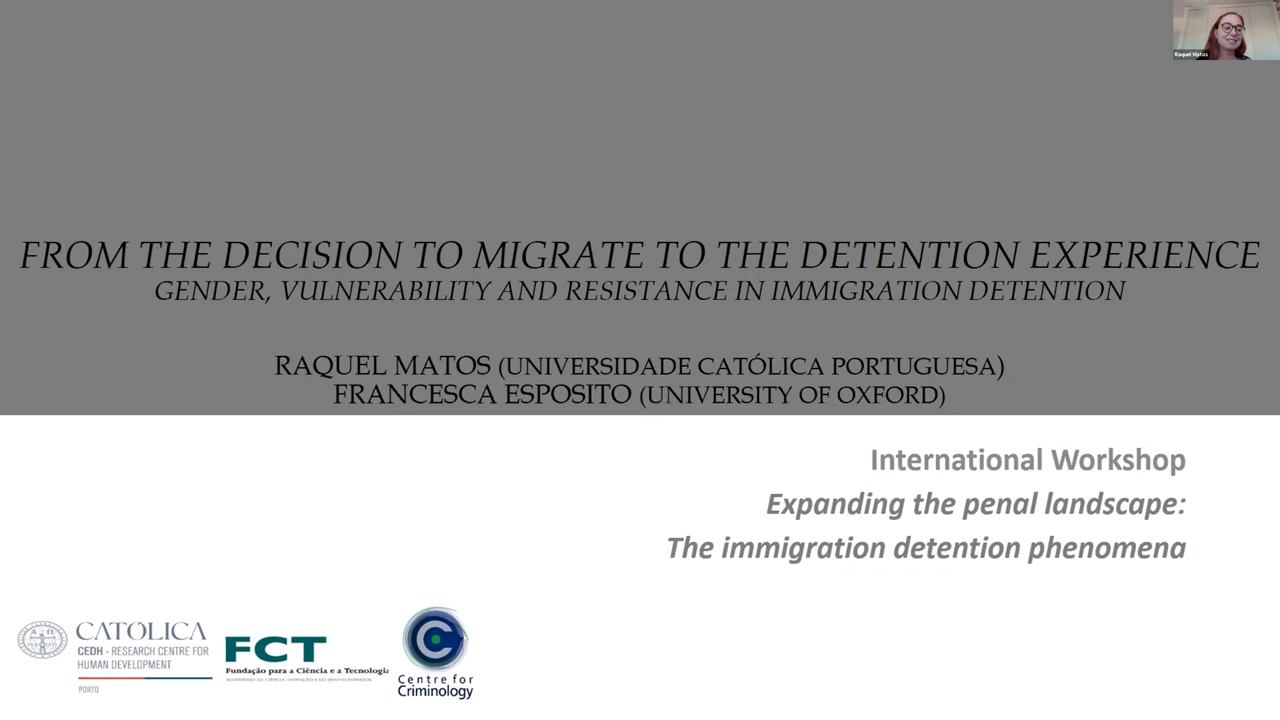 Raquel Matos
FROM THE DECISION TO MIGRATE TO THE DETENTION EXPERIENCE
GENDER, VULNERABILITY AND RESISTANCE IN IMMIGRATION DETENTION
RAQUEL MATOS (UNIVERSIDADE CATÓLICA PORTUGUESA)
FRANCESCA ESPOSITO (UNIVERSITY OF OXFORD)
International Workshop
Expanding the penal landscape:
The immigration detention phenomena
CATOLICA
CEDH · RESEARCH CENTRE FOR
HUMAN DEVELOPMENT
PORTO
FCT
Fundação para a Ciência e a Tecnologia
Centre for
Criminology